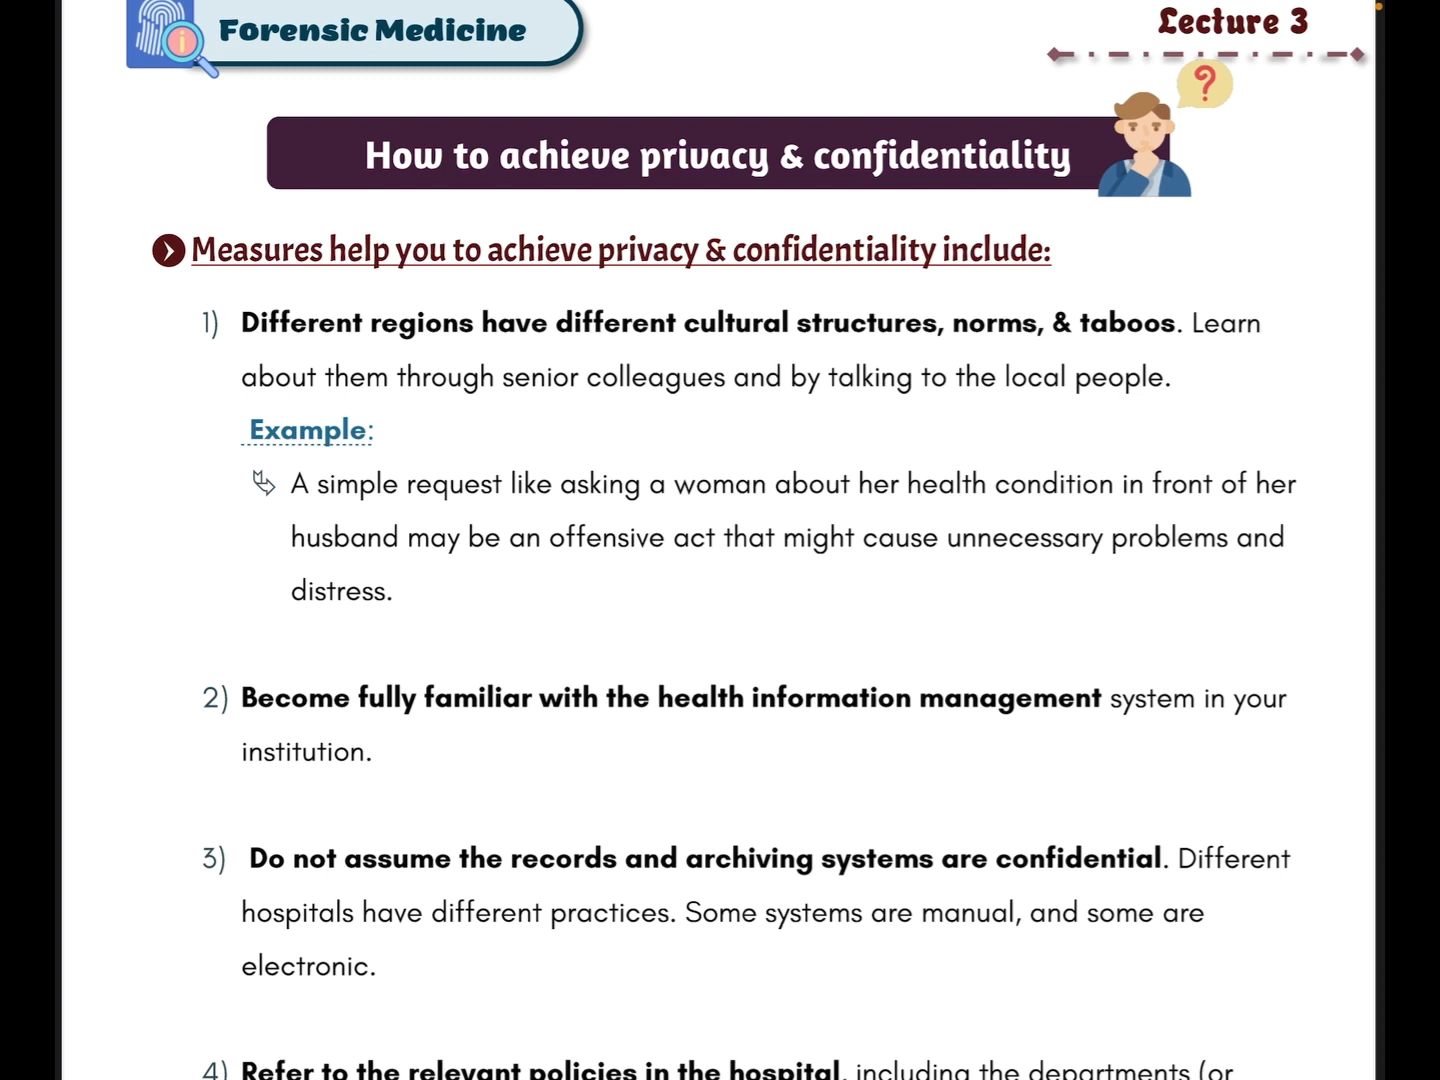 Forensic Medicine
Lecture 3
?
How to achieve privacy & confidentiality
Measures help you to achieve privacy & confidentiality include:
1) Different regions have different cultural structures, norms, & taboos. Learn
about them through senior colleagues and by talking to the local people.
Example:
A simple request like asking a woman about her health condition in front of her
husband may be an offensive act that might cause unnecessary problems and
distress.
2) Become fully familiar with the health information management system in your
institution.
3) Do not assume the records and archiving systems are confidential. Different
hospitals have different practices. Some systems are manual, and some are
electronic.
4) Refer to the relevant policies in the hospital, including the departments (or